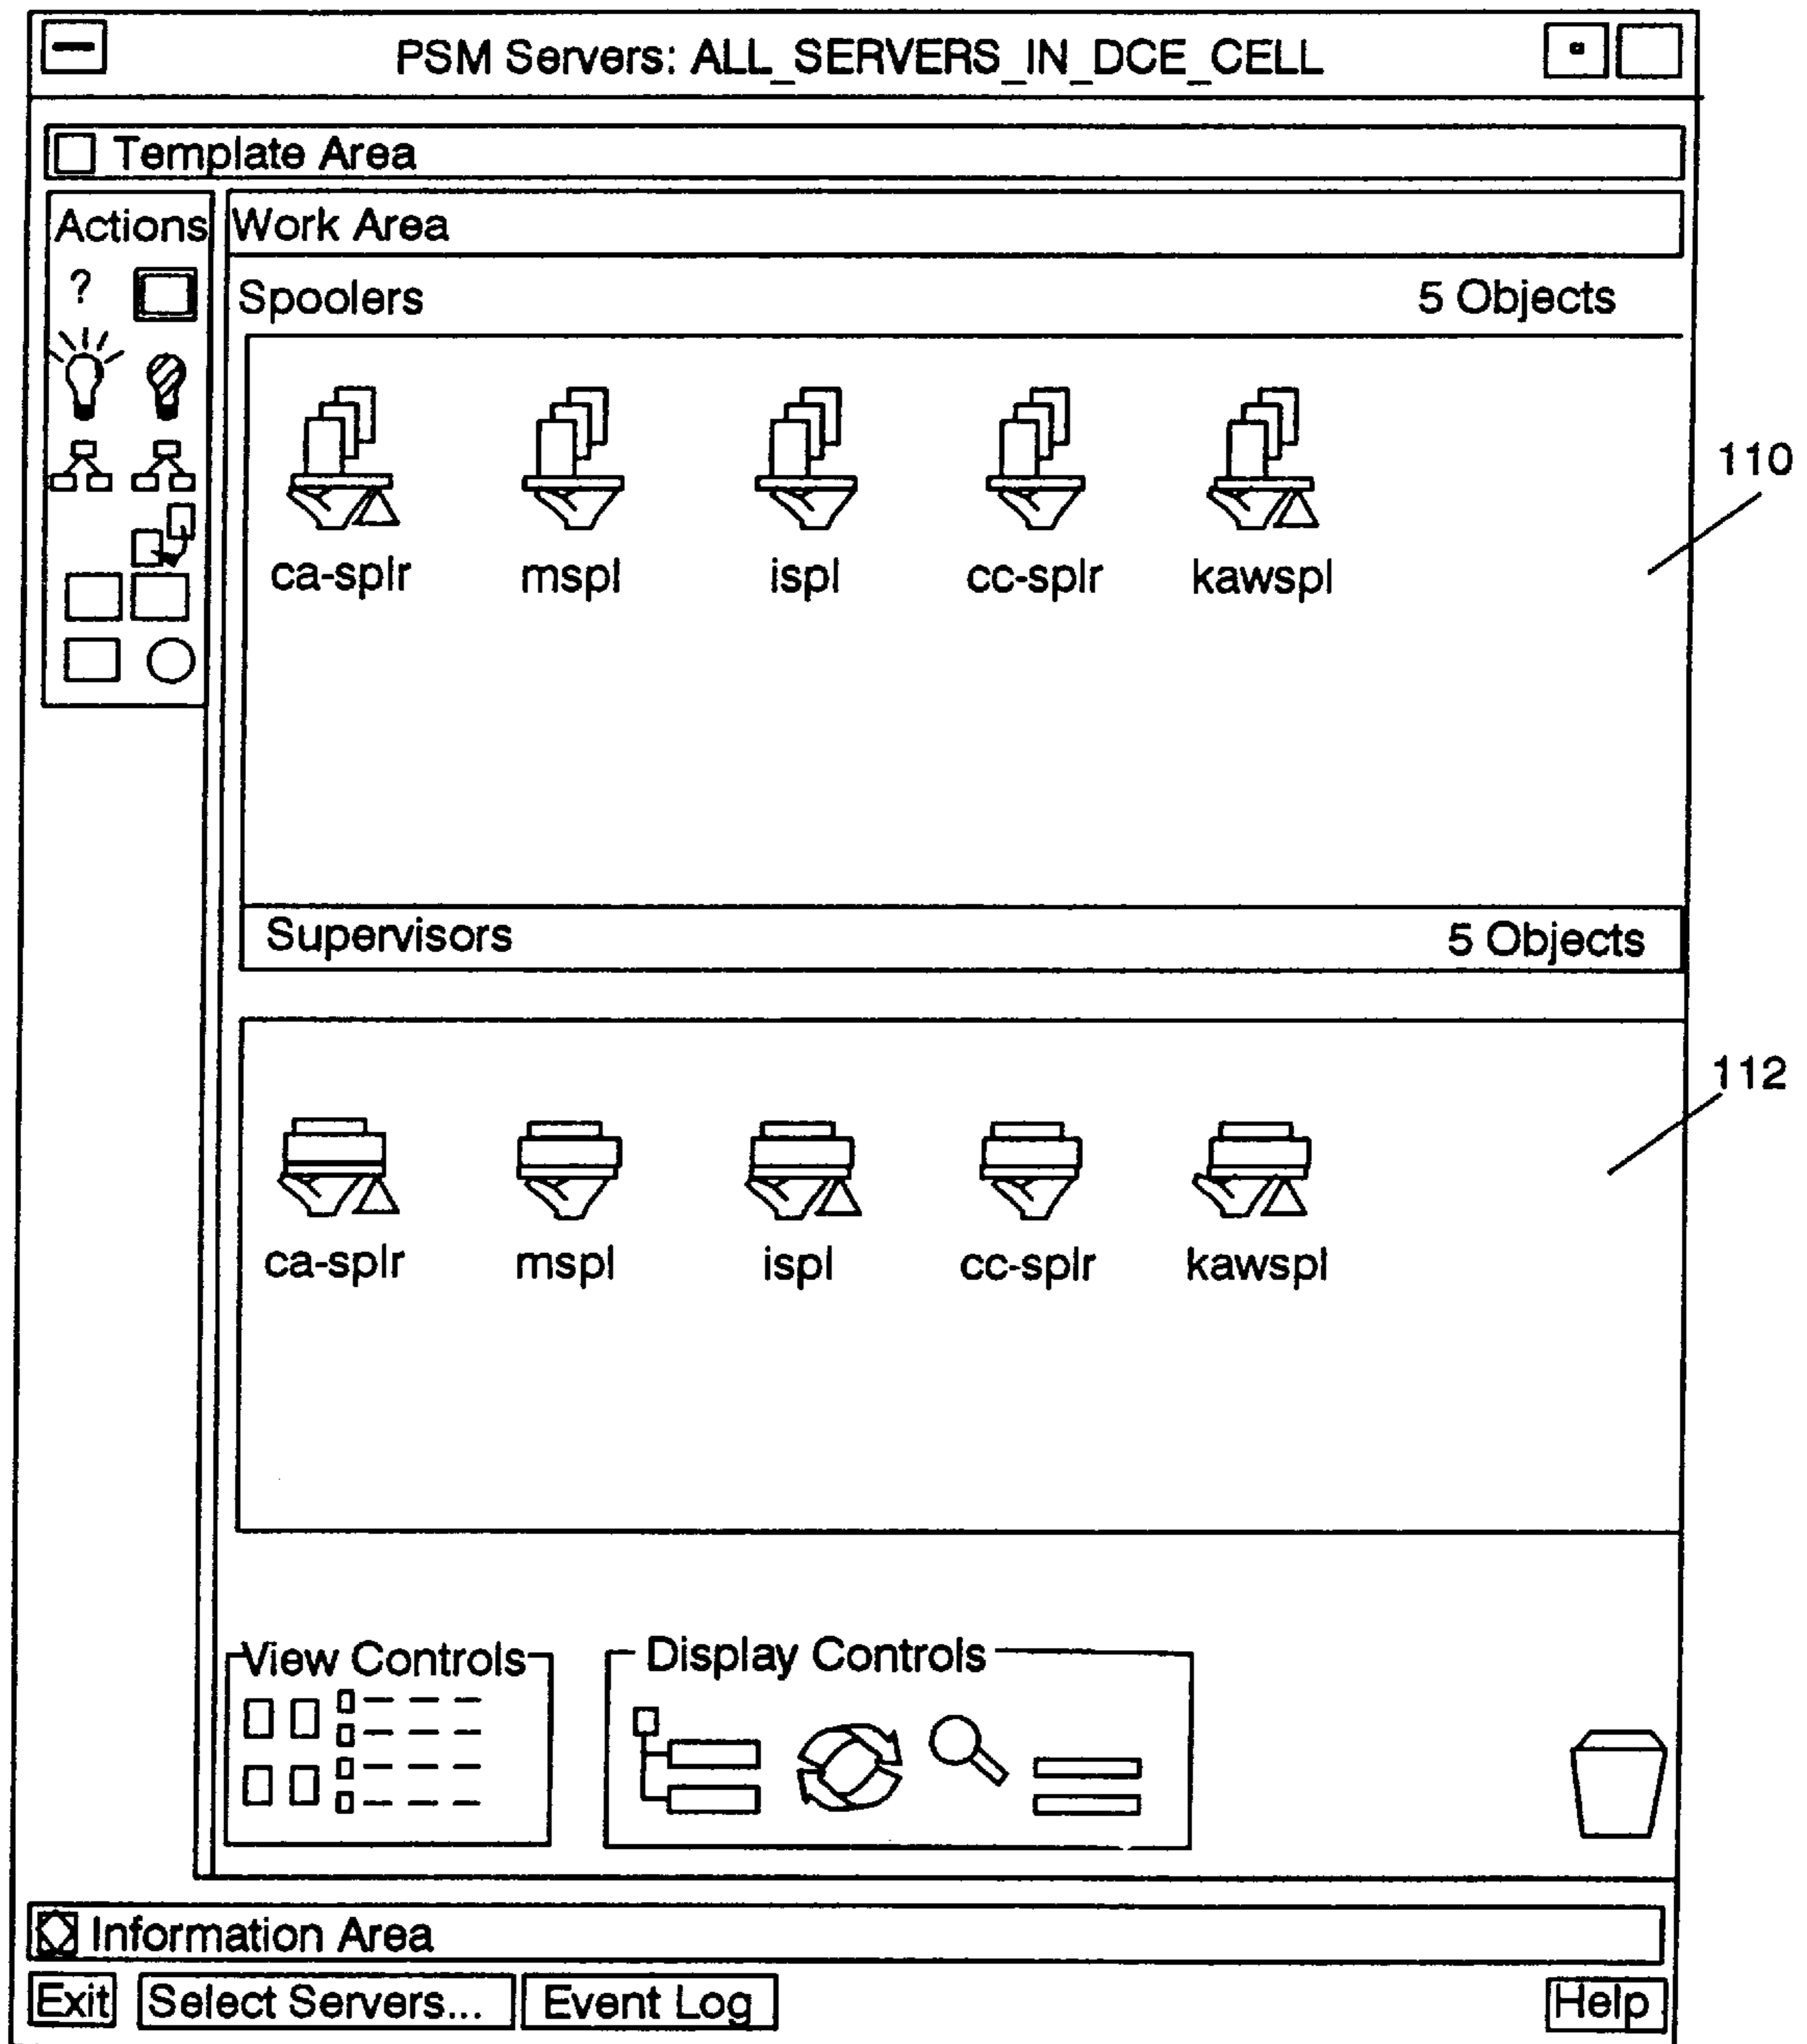 PSM Servers: ALL_SERVERS_IN_DCE_CELL
Template Area
Actions
Work Area
?
Spoolers 5 Objects
ca-splr mspl ispl cc-splr kawspl
110
Supervisors 5 Objects
112
ca-splr mspl ispl cc-splr kawspl
View Controls
Display Controls
Information Area
Exit Select Servers... Event Log Help